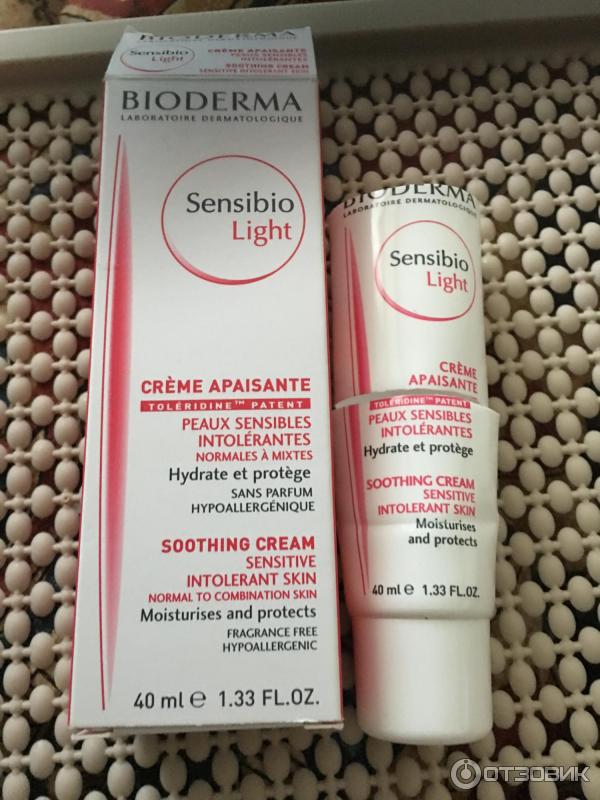 BIODERMA
Sensibio
Light
CRÈME APAISANTE
PEAUX SENSIBLES
INTOLÉRANTES
SOOTHING CREAM
SENSITIVE INTOLERANT SKIN
BIODERMA
LABORATOIRE DERMATOLOGIQUE
Sensibio
Light
CRÈME APAISANTE
TOLÉRIDINE™ PATENT
PEAUX SENSIBLES
INTOLÉRANTES
NORMALES À MIXTES
Hydrate et protège
SANS PARFUM
HYPOALLERGÉNIQUE
SOOTHING CREAM
SENSITIVE
INTOLERANT SKIN
NORMAL TO COMBINATION SKIN
Moisturises and protects
FRAGRANCE FREE
HYPOALLERGENIC
40 ml ℮ 1.33 FL.OZ.
BIODERMA
LABORATOIRE DERMATOLOGIQUE
Sensibio
Light
CRÈME
APAISANTE
TOLÉRIDINE™ PATENT
PEAUX SENSIBLES
INTOLÉRANTES
Hydrate et protège
SOOTHING CREAM
SENSITIVE
INTOLERANT SKIN
Moisturises
and protects
40 ml ℮ 1.33 FL.OZ.
ОТЗОВИК